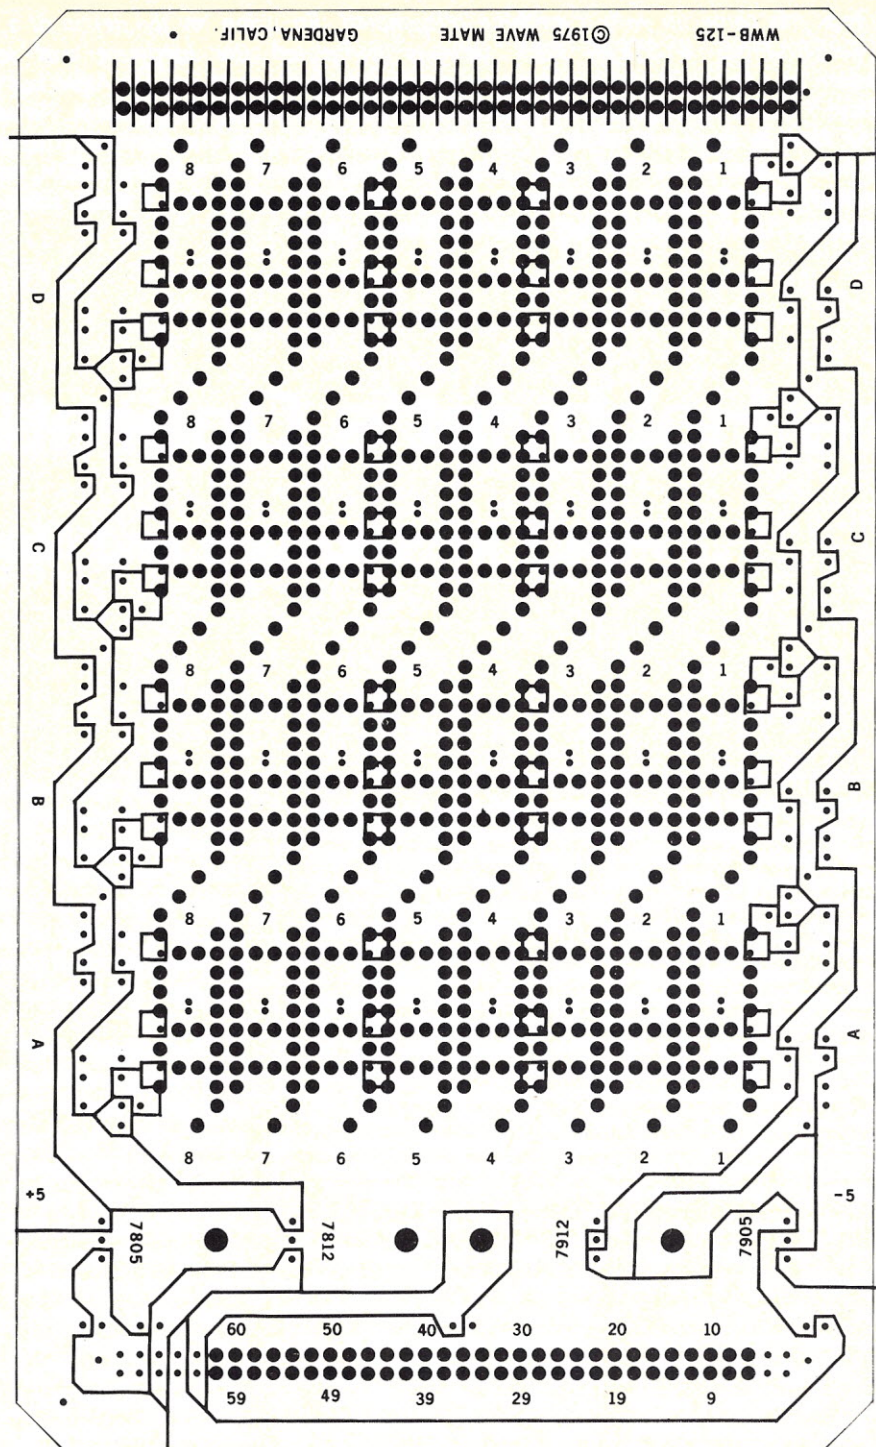 WWB-125 ©1975 WAVE MATE GARDENA, CALIF.
8 7 6 5 4 3 2 1
D D
8 7 6 5 4 3 2 1
C C
8 7 6 5 4 3 2 1
B B
8 7 6 5 4 3 2 1
A A
8 7 6 5 4 3 2 1
+5 -5
7805 7812 7912 7905
60 50 40 30 20 10
59 49 39 29 19 9